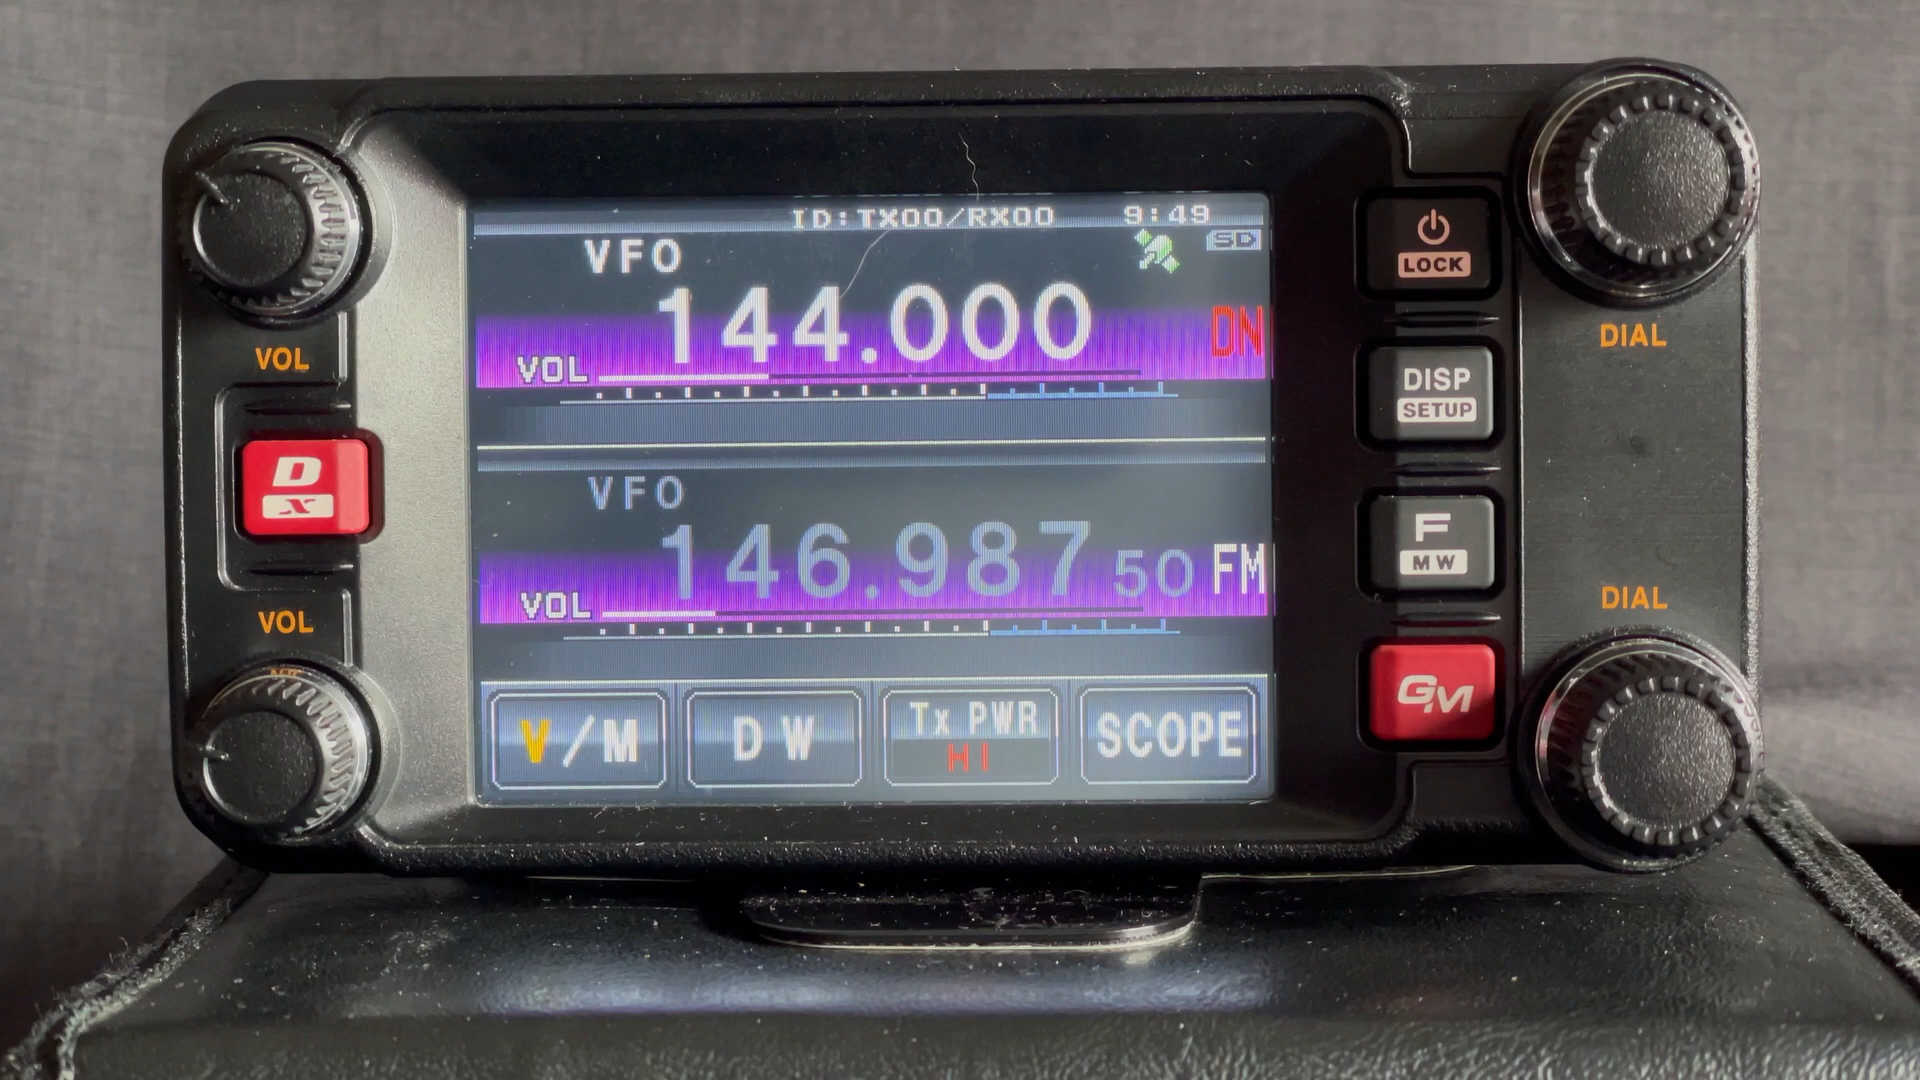 ID:TX00/RX00 9:49
VFO SD
144.000 DN
VOL
VFO
146.987 50 FM
VOL
V/M DW Tx PWR HI SCOPE
VOL
D X
VOL
LOCK
DISP
SETUP
F
MW
GM
DIAL
DIAL